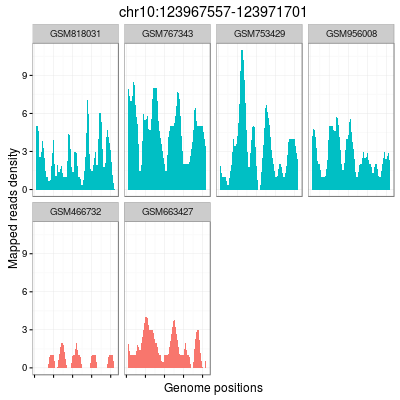 chr10:123967557-123971701
GSM818031 GSM767343 GSM753429 GSM956008
9
6
3
0
GSM466732 GSM663427
9
6
3
0
Mapped reads density
Genome positions